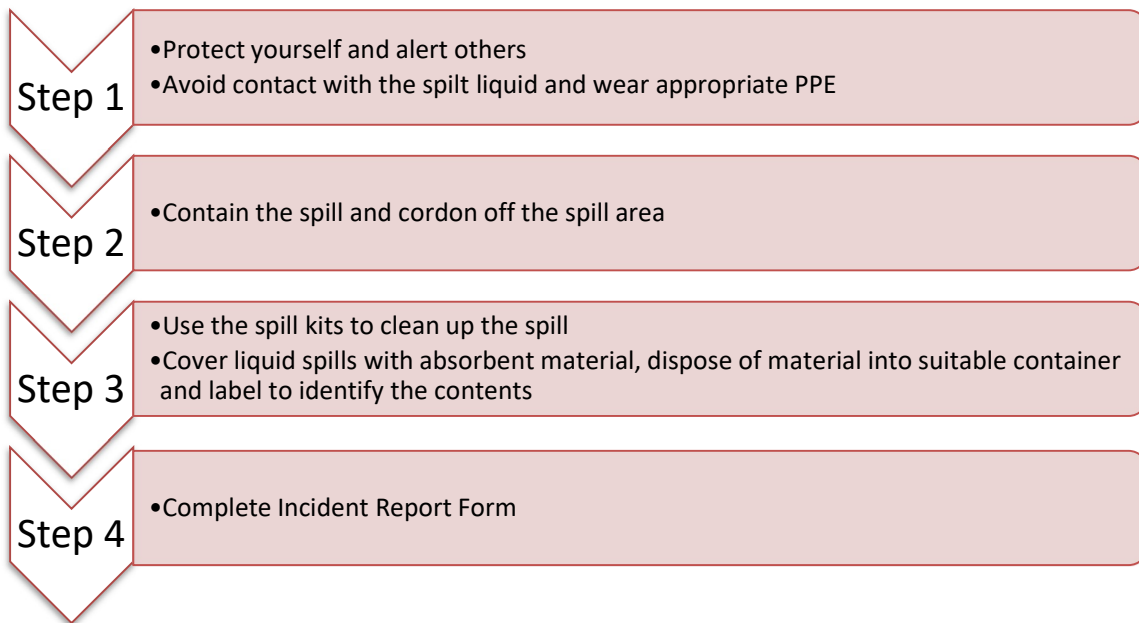 Step 1
•Protect yourself and alert others
•Avoid contact with the spilt liquid and wear appropriate PPE
Step 2
•Contain the spill and cordon off the spill area
Step 3
•Use the spill kits to clean up the spill
•Cover liquid spills with absorbent material, dispose of material into suitable container
and label to identify the contents
Step 4
•Complete Incident Report Form